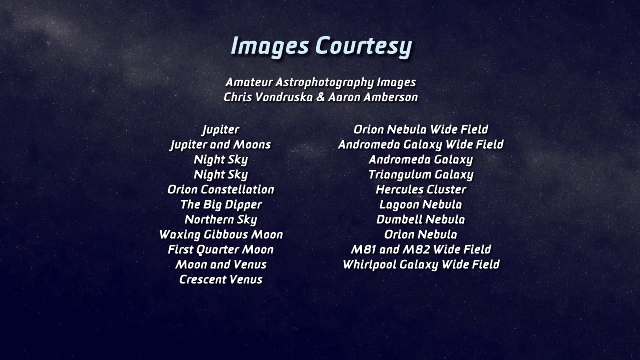 Images Courtesy
Amateur Astrophotography Images
Chris Vondruska & Aaron Amberson
Jupiter
Jupiter and Moons
Night Sky
Night Sky
Orion Constellation
The Big Dipper
Northern Sky
Waxing Gibbous Moon
First Quarter Moon
Moon and Venus
Crescent Venus
Orion Nebula Wide Field
Andromeda Galaxy Wide Field
Andromeda Galaxy
Triangulum Galaxy
Hercules Cluster
Lagoon Nebula
Dumbell Nebula
Orion Nebula
M81 and M82 Wide Field
Whirlpool Galaxy Wide Field